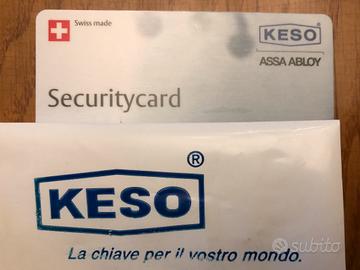 Swiss made
KESO
ASSA ABLOY
Securitycard
®
KESO
La chiave per il vostro mondo.
subito